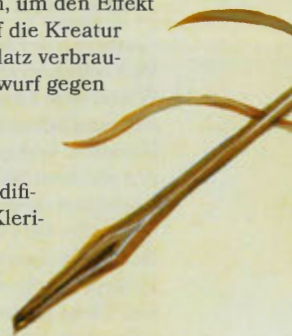 , um den Effekt
f die Kreatur
latz verbrau-
wurf gegen
difi-
Kleri-